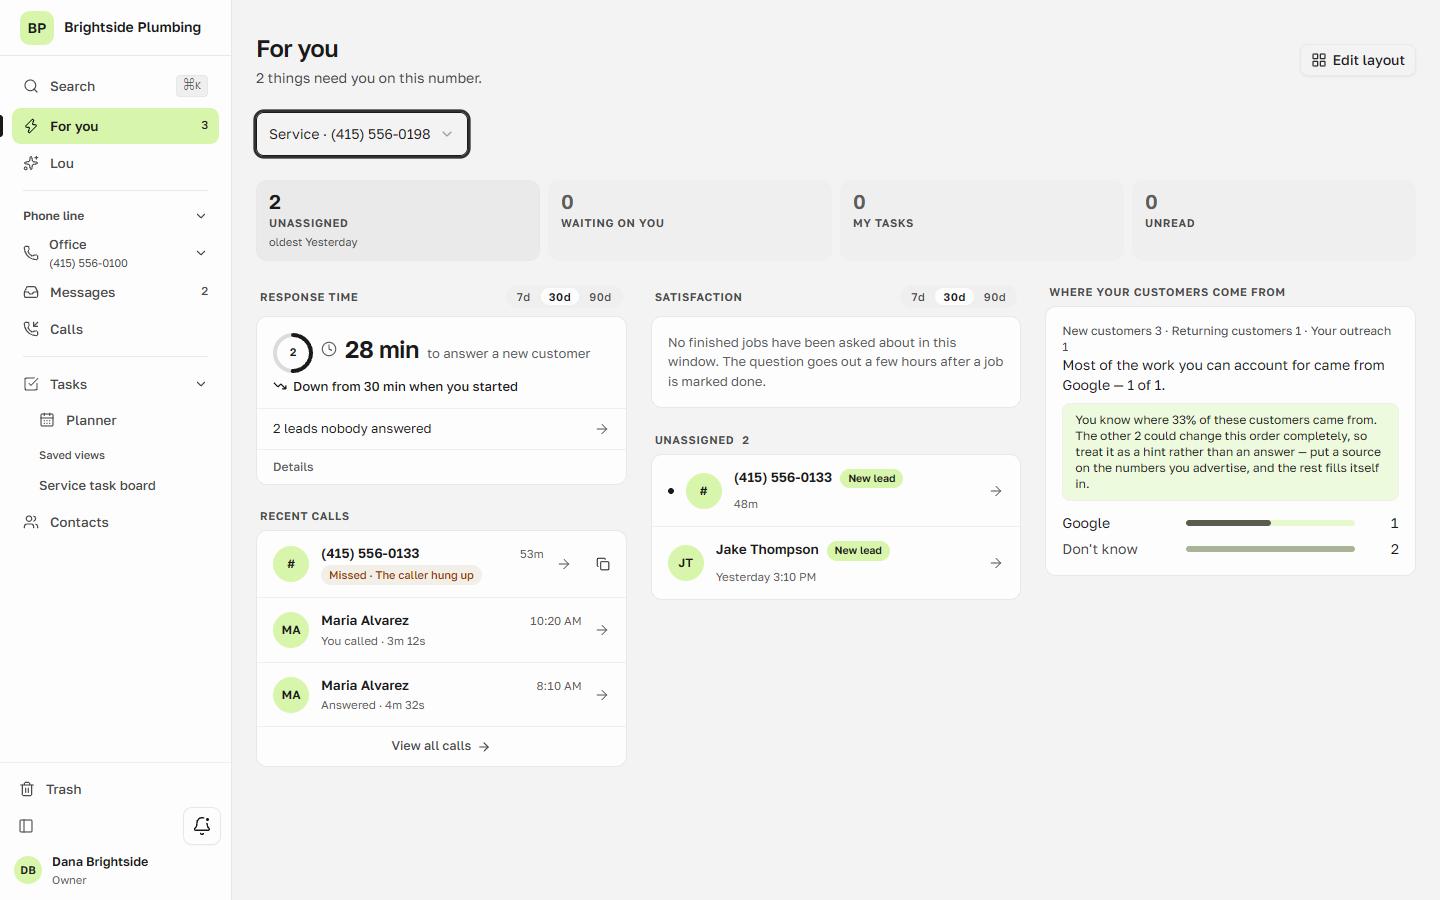 BP
Brightside Plumbing
Search
⌘K
For you
3
Lou
Phone line
Office
(415) 556-0100
Messages
2
Calls
Tasks
Planner
Saved views
Service task board
Contacts
Trash
DB
Dana Brightside
Owner
For you
2 things need you on this number.
Edit layout
Service · (415) 556-0198
2
UNASSIGNED
oldest Yesterday
0
WAITING ON YOU
0
MY TASKS
0
UNREAD
RESPONSE TIME
7d 30d 90d
2
28 min to answer a new customer
Down from 30 min when you started
2 leads nobody answered
Details
RECENT CALLS
#
(415) 556-0133
53m
Missed · The caller hung up
MA
Maria Alvarez
10:20 AM
You called · 3m 12s
MA
Maria Alvarez
8:10 AM
Answered · 4m 32s
View all calls
SATISFACTION
7d 30d 90d
No finished jobs have been asked about in this
window. The question goes out a few hours after a job
is marked done.
UNASSIGNED 2
#
(415) 556-0133
New lead
48m
JT
Jake Thompson
New lead
Yesterday 3:10 PM
WHERE YOUR CUSTOMERS COME FROM
New customers 3 · Returning customers 1 · Your outreach
1
Most of the work you can account for came from
Google — 1 of 1.
You know where 33% of these customers came from.
The other 2 could change this order completely, so
treat it as a hint rather than an answer — put a source
on the numbers you advertise, and the rest fills itself
in.
Google
1
Don't know
2